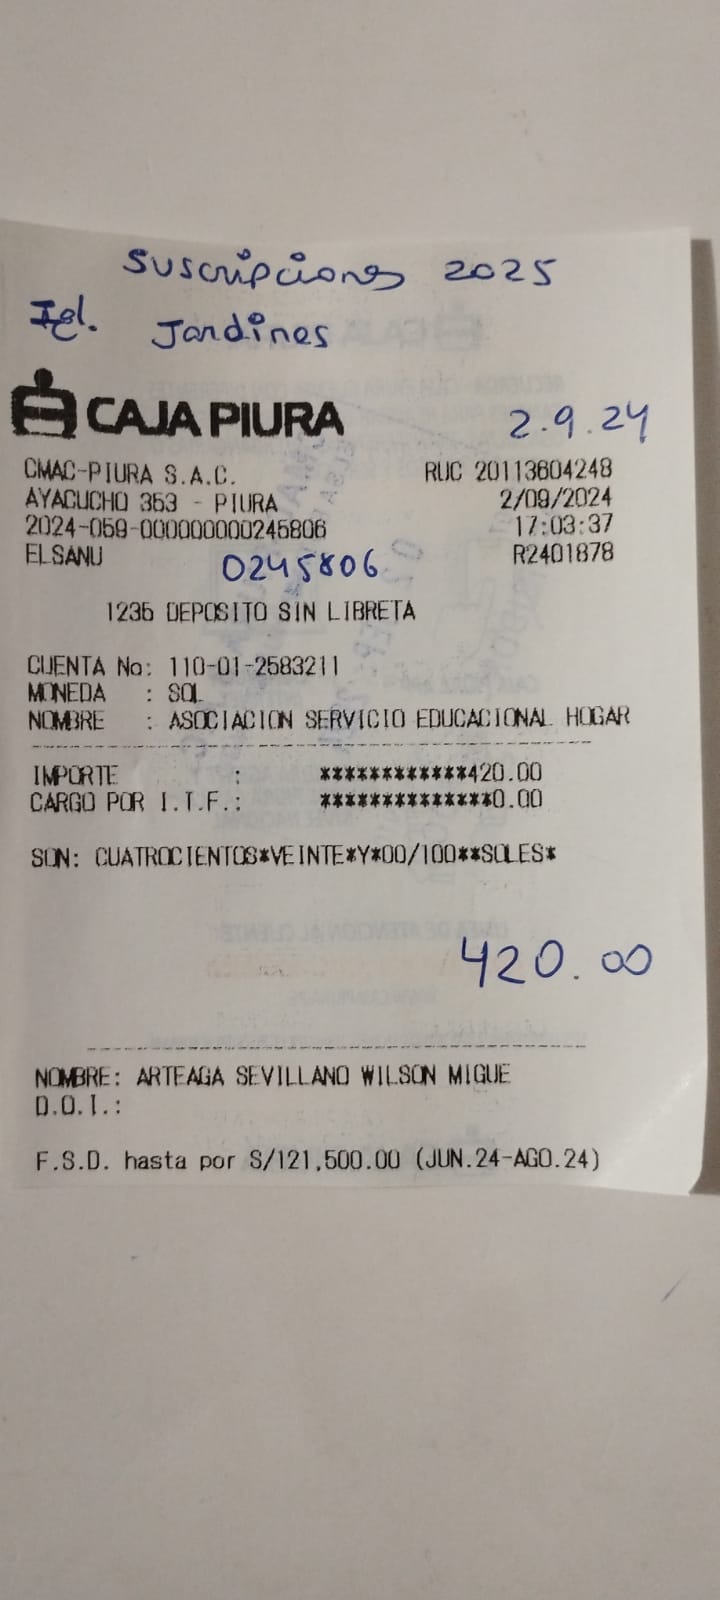 Suscripciones 2025
Igl. Jardines
CAJA PIURA
2.9.24
CMAC-PIURA S.A.C. RUC 20113604248
AYACUCHO 353 - PIURA 2/09/2024
2024-059-000000000245806 17:03:37
ELSANU 0245806 R2401878
1235 DEPOSITO SIN LIBRETA
CUENTA No: 110-01-2583211
MONEDA : SOL
NOMBRE : ASOCIACION SERVICIO EDUCACIONAL HOGAR
IMPORTE : ************420.00
CARGO POR I.T.F.: **************0.00
SON: CUATROCIENTOS*VEINTE*Y*00/100**SOLES*
420.00
NOMBRE: ARTEAGA SEVILLANO WILSON MIGUE
D.O.I.:
F.S.D. hasta por S/121,500.00 (JUN.24-AGO.24)